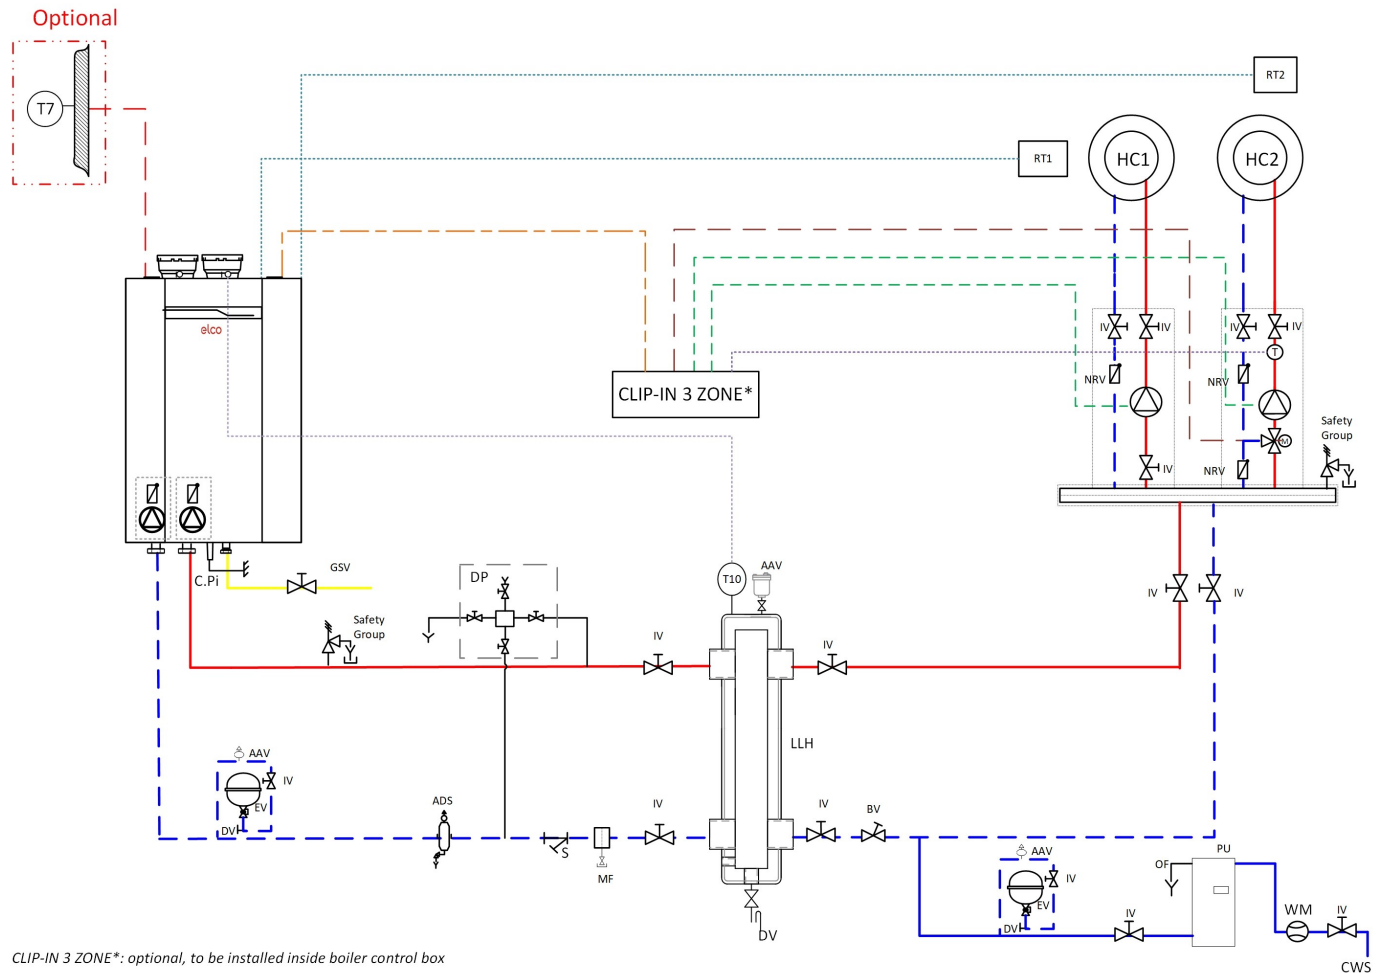 Optional
T7
RT2
RT1
HC1
HC2
elco
IV
IV
IV
IV
T
NRV
NRV
CLIP-IN 3 ZONE*
M
Safety
Group
IV
NRV
C.Pi
GSV
DP
T10
AAV
IV
IV
Safety
Group
IV
IV
LLH
AAV
IV
EV
DV
ADS
S
MF
IV
IV
BV
DV
AAV
IV
EV
DV
IV
OF
PU
WM
IV
CWS
CLIP-IN 3 ZONE*: optional, to be installed inside boiler control box